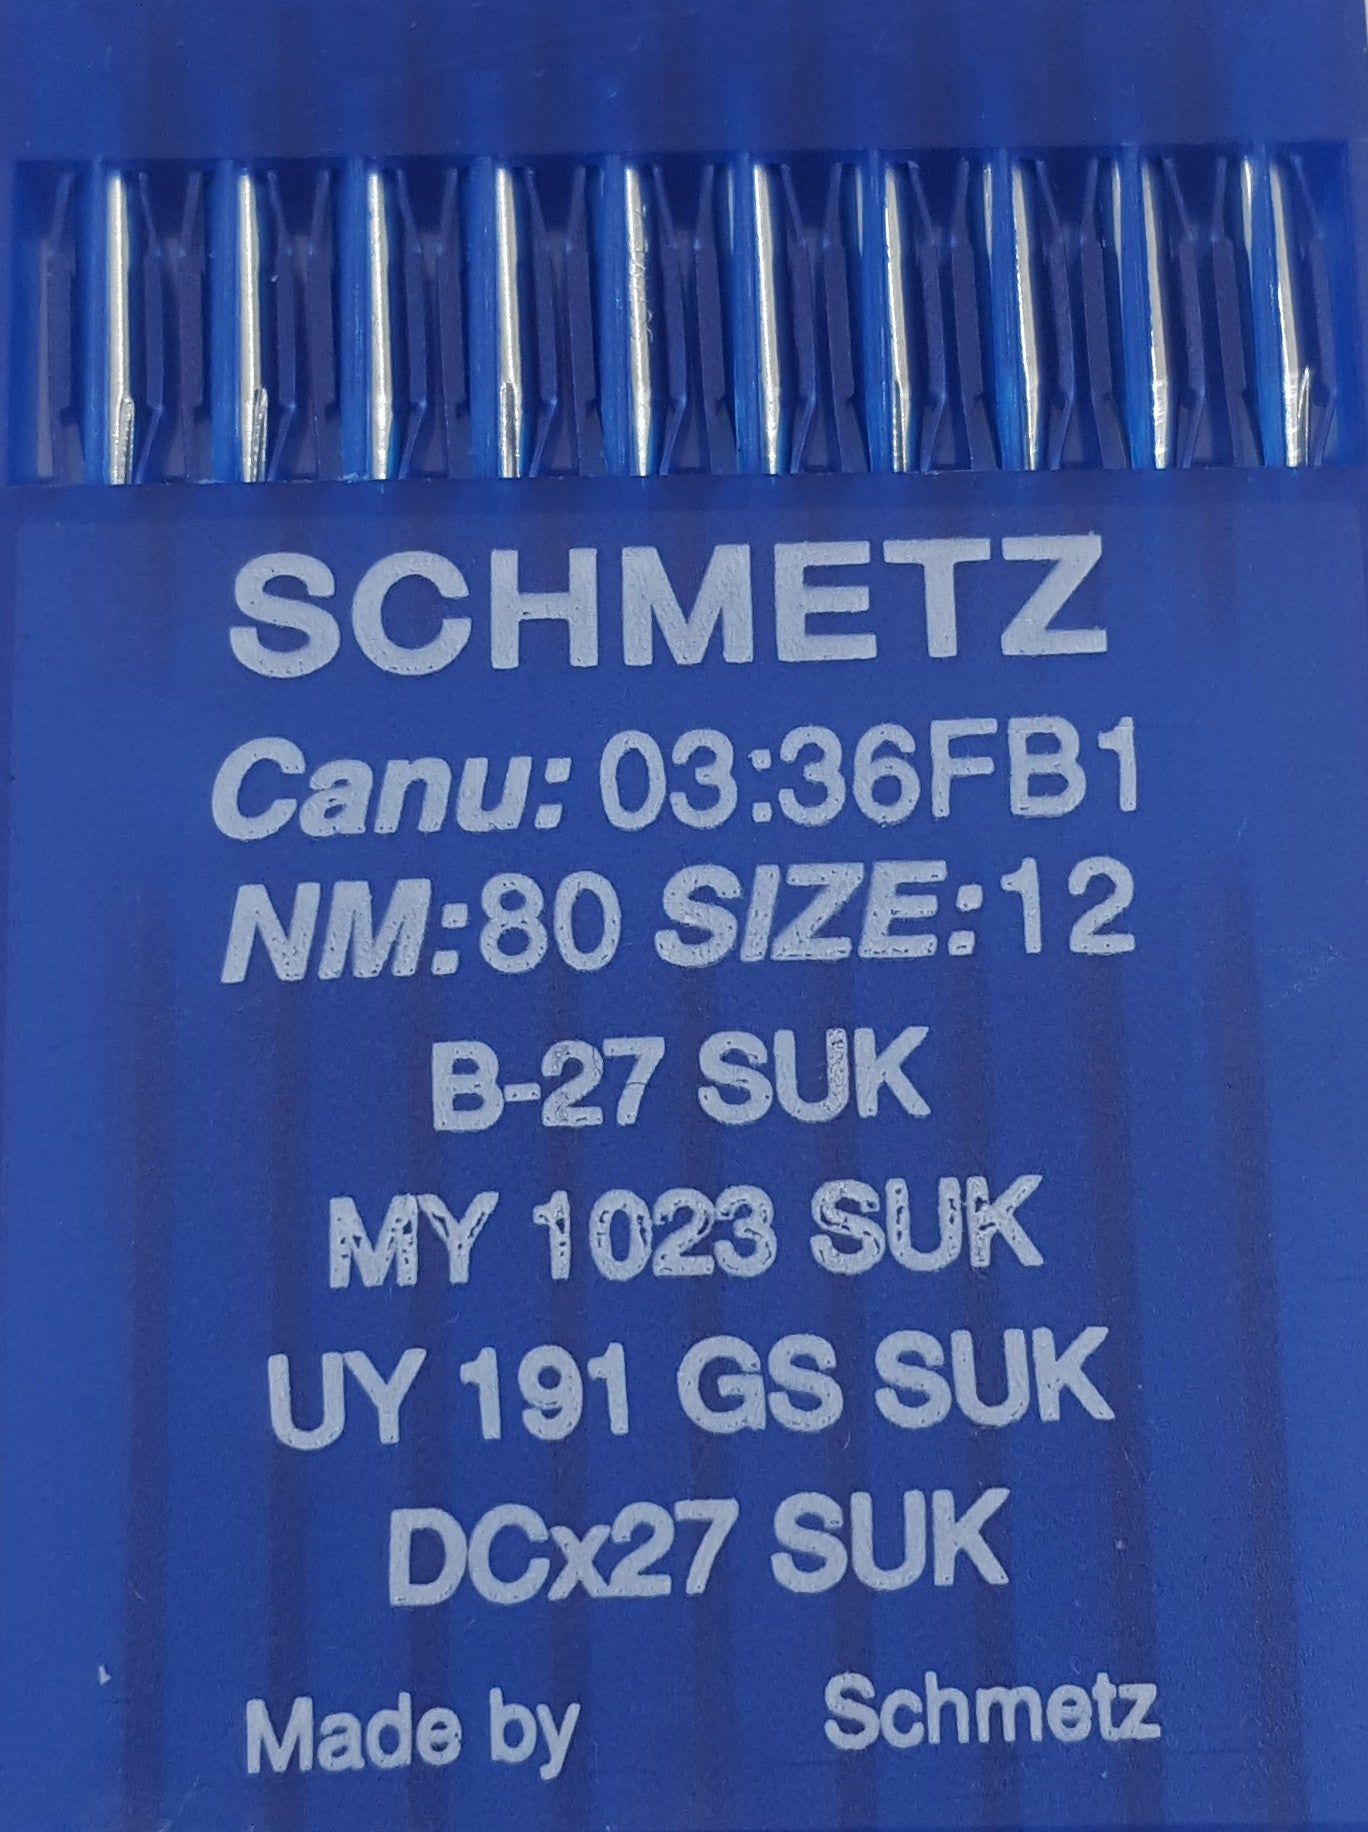 SCHMETZ
Canu: 03:36FB1
NM:80 SIZE:12
B-27 SUK
MY 1023 SUK
UY 191 GS SUK
DCx27 SUK
Made by Schmetz